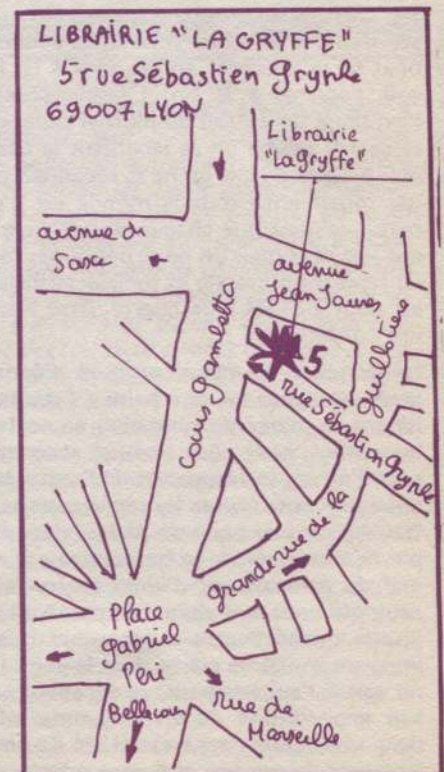 LIBRAIRIE "LA GRYFFE"
5 rue Sébastien Gryphe
69007 LYON
Librairie
"La Gryffe"
avenue de
Saxe
avenue
Jean Jaures
cours Gambetta
5
rue Sébastien Gryphe
grande rue de la
guillotière
Place
gabriel
Peri
Bellecour
rue de
Marseille